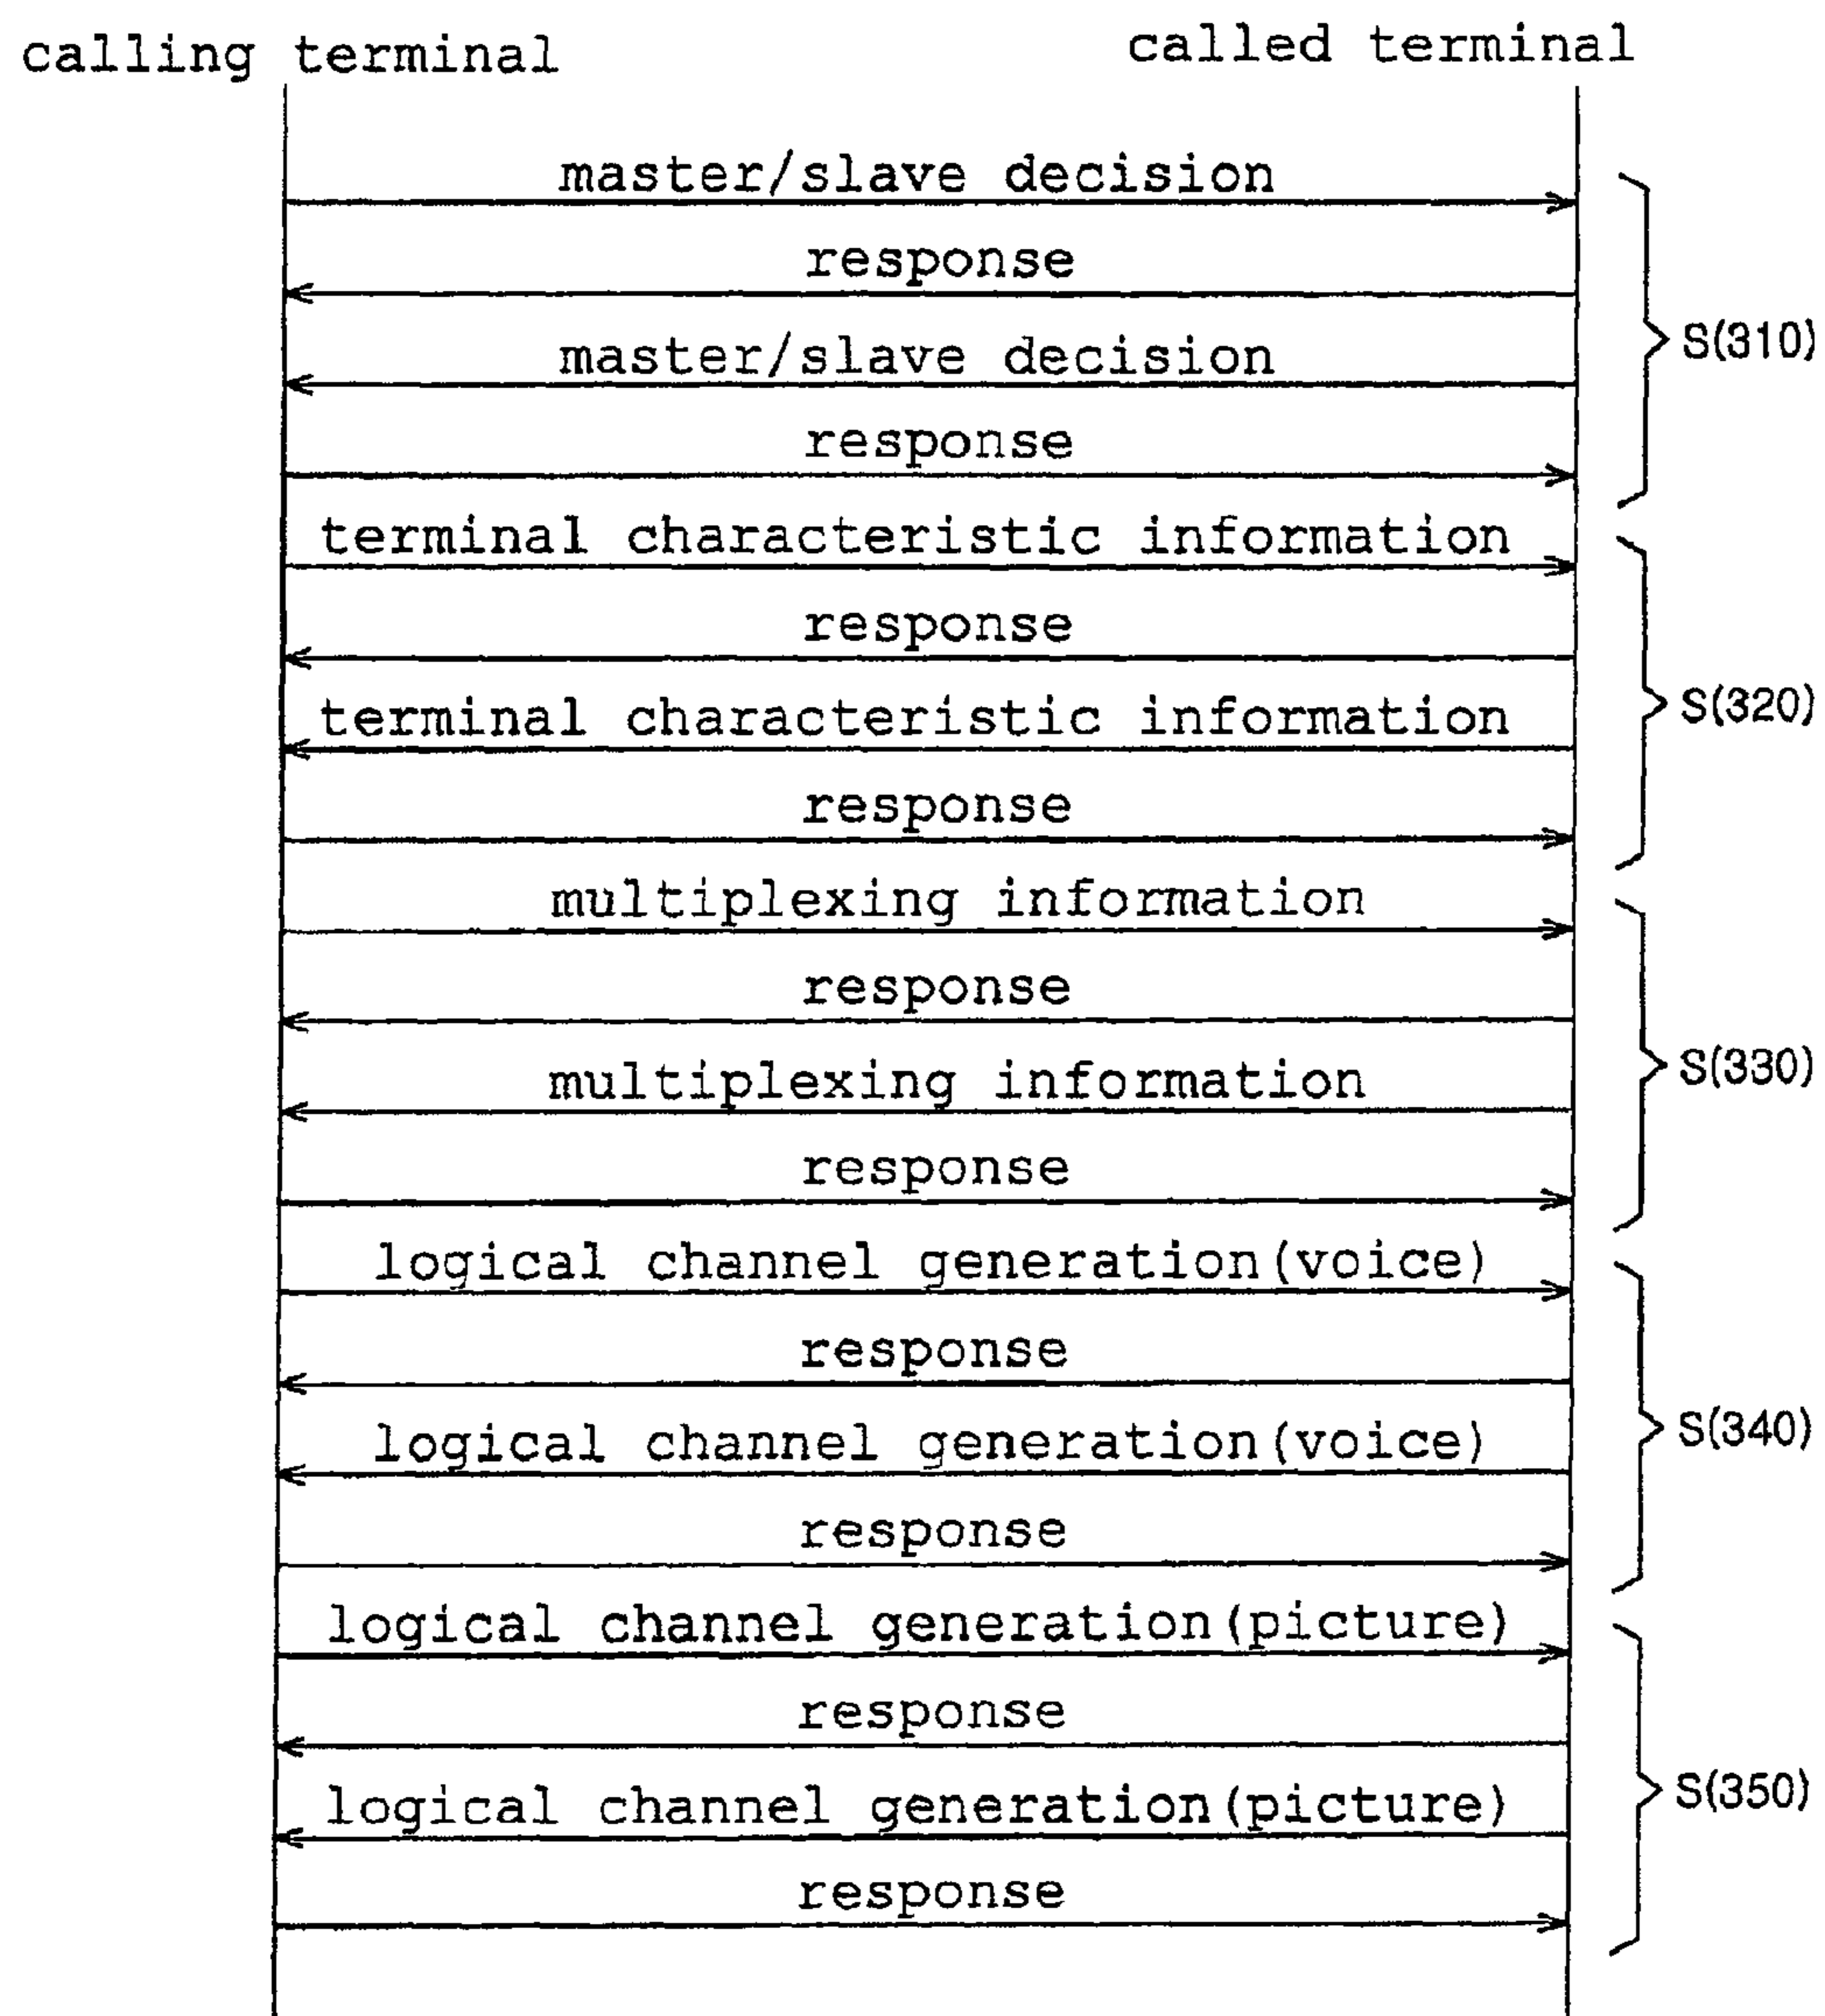 calling terminal
called terminal
master/slave decision
response
master/slave decision
response
S(310)
terminal characteristic information
response
terminal characteristic information
response
S(320)
multiplexing information
response
multiplexing information
response
S(330)
logical channel generation(voice)
response
logical channel generation(voice)
response
S(340)
logical channel generation(picture)
response
logical channel generation(picture)
response
S(350)